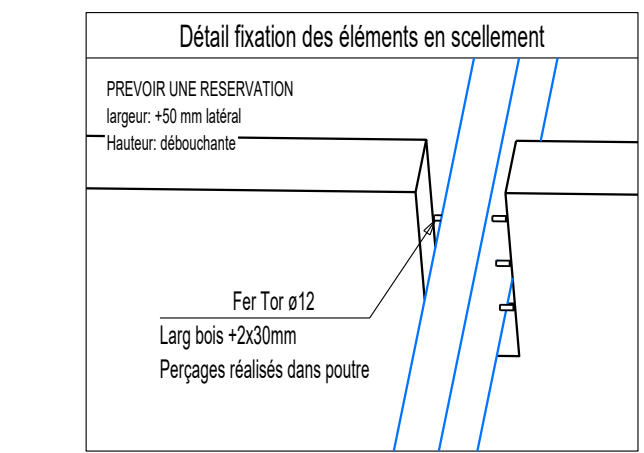 Détail fixation des éléments en scellement
PREVOIR UNE RESERVATION
largeur: +50 mm latéral
Hauteur: débouchante
Fer Tor ø12
Larg bois +2x30mm
Perçages réalisés dans poutre